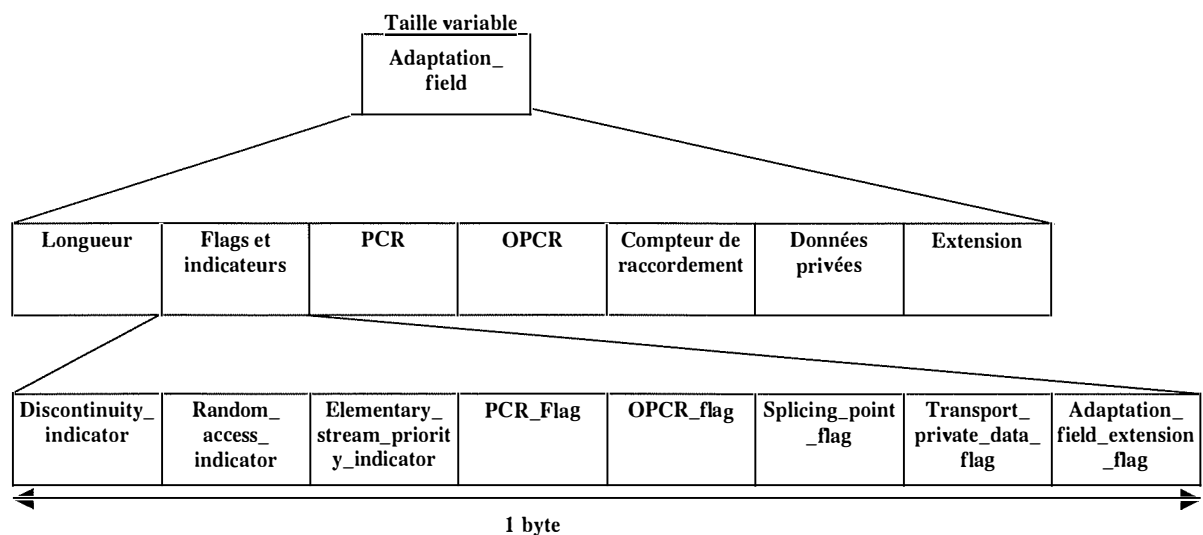 Taille variable
Adaptation_
field
Longueur
Flags et
indicateurs
PCR
OPCR
Compteur de
raccordement
Données
privées
Extension
Discontinuity_
indicator
Random_
access_
indicator
Elementary_
stream_priorit
y_indicator
PCR_Flag
OPCR_flag
Splicing_point
_flag
Transport_
private_data_
flag
Adaptation_
field_extension
_flag
1 byte